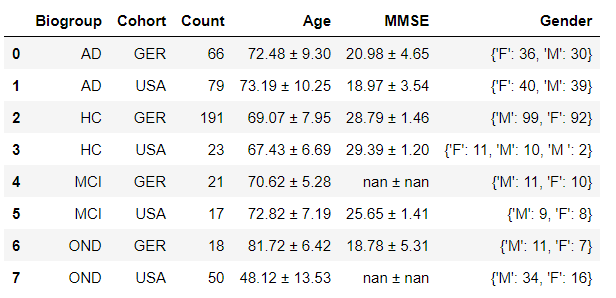 Biogroup Cohort Count Age MMSE Gender
0 AD GER 66 72.48 ± 9.30 20.98 ± 4.65 {'F': 36, 'M': 30}
1 AD USA 79 73.19 ± 10.25 18.97 ± 3.54 {'F': 40, 'M': 39}
2 HC GER 191 69.07 ± 7.95 28.79 ± 1.46 {'M': 99, 'F': 92}
3 HC USA 23 67.43 ± 6.69 29.39 ± 1.20 {'F': 11, 'M': 10, 'M ': 2}
4 MCI GER 21 70.62 ± 5.28 nan ± nan {'M': 11, 'F': 10}
5 MCI USA 17 72.82 ± 7.19 25.65 ± 1.41 {'M': 9, 'F': 8}
6 OND GER 18 81.72 ± 6.42 18.78 ± 5.31 {'M': 11, 'F': 7}
7 OND USA 50 48.12 ± 13.53 nan ± nan {'M': 34, 'F': 16}